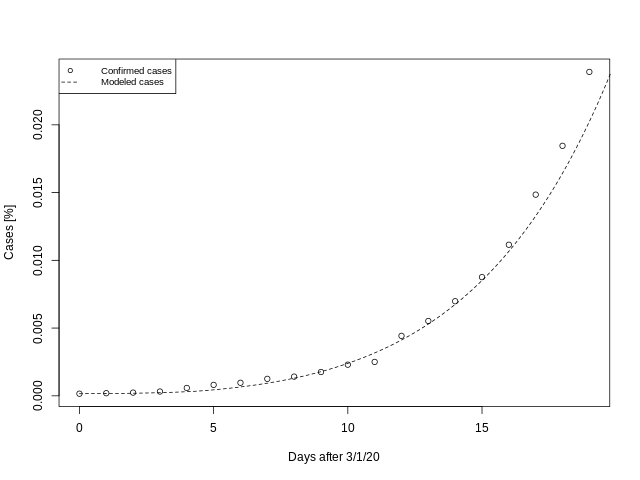 Confirmed cases
Modeled cases
Cases [%]
0.020
0.015
0.010
0.005
0.000
0 5 10 15
Days after 3/1/20